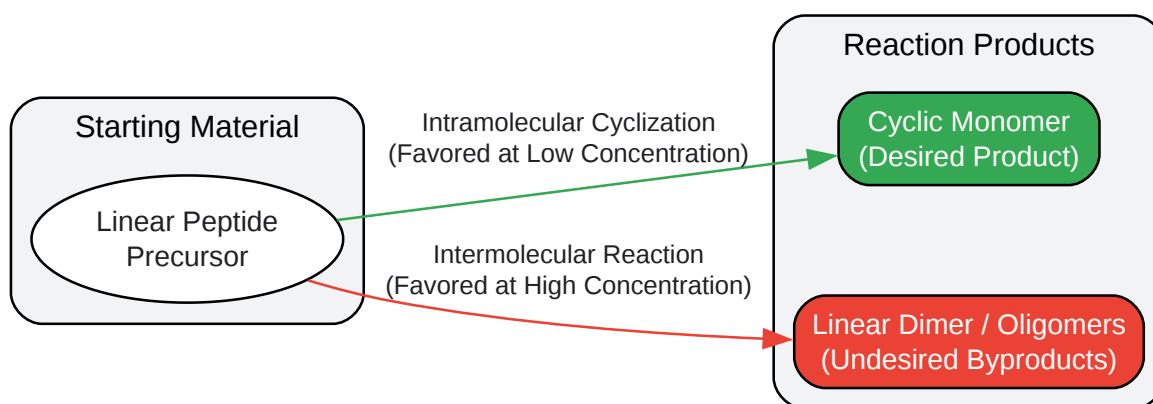 Starting Material
Linear Peptide
Precursor
Intramolecular Cyclization
(Favored at Low Concentration)
Intermolecular Reaction
(Favored at High Concentration)
Reaction Products
Cyclic Monomer
(Desired Product)
Linear Dimer / Oligomers
(Undesired Byproducts)